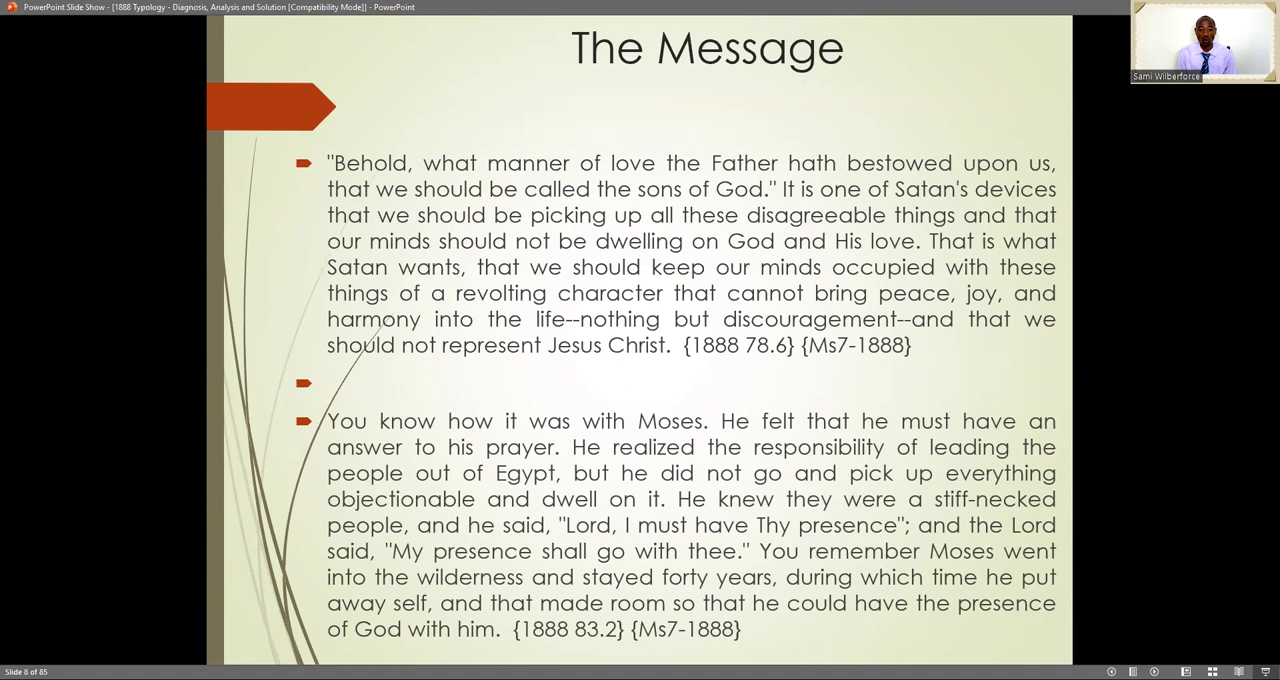 PowerPoint Slide Show - [1888 Typology - Diagnosis, Analysis and Solution [Compatibility Mode]] - PowerPoint
Sami Wilberforce
The Message
"Behold, what manner of love the Father hath bestowed upon us,
that we should be called the sons of God." It is one of Satan's devices
that we should be picking up all these disagreeable things and that
our minds should not be dwelling on God and His love. That is what
Satan wants, that we should keep our minds occupied with these
things of a revolting character that cannot bring peace, joy, and
harmony into the life--nothing but discouragement--and that we
should not represent Jesus Christ. {1888 78.6} {Ms7-1888}
You know how it was with Moses. He felt that he must have an
answer to his prayer. He realized the responsibility of leading the
people out of Egypt, but he did not go and pick up everything
objectionable and dwell on it. He knew they were a stiff-necked
people, and he said, "Lord, I must have Thy presence"; and the Lord
said, "My presence shall go with thee." You remember Moses went
into the wilderness and stayed forty years, during which time he put
away self, and that made room so that he could have the presence
of God with him. {1888 83.2} {Ms7-1888}
Slide 8 of 85